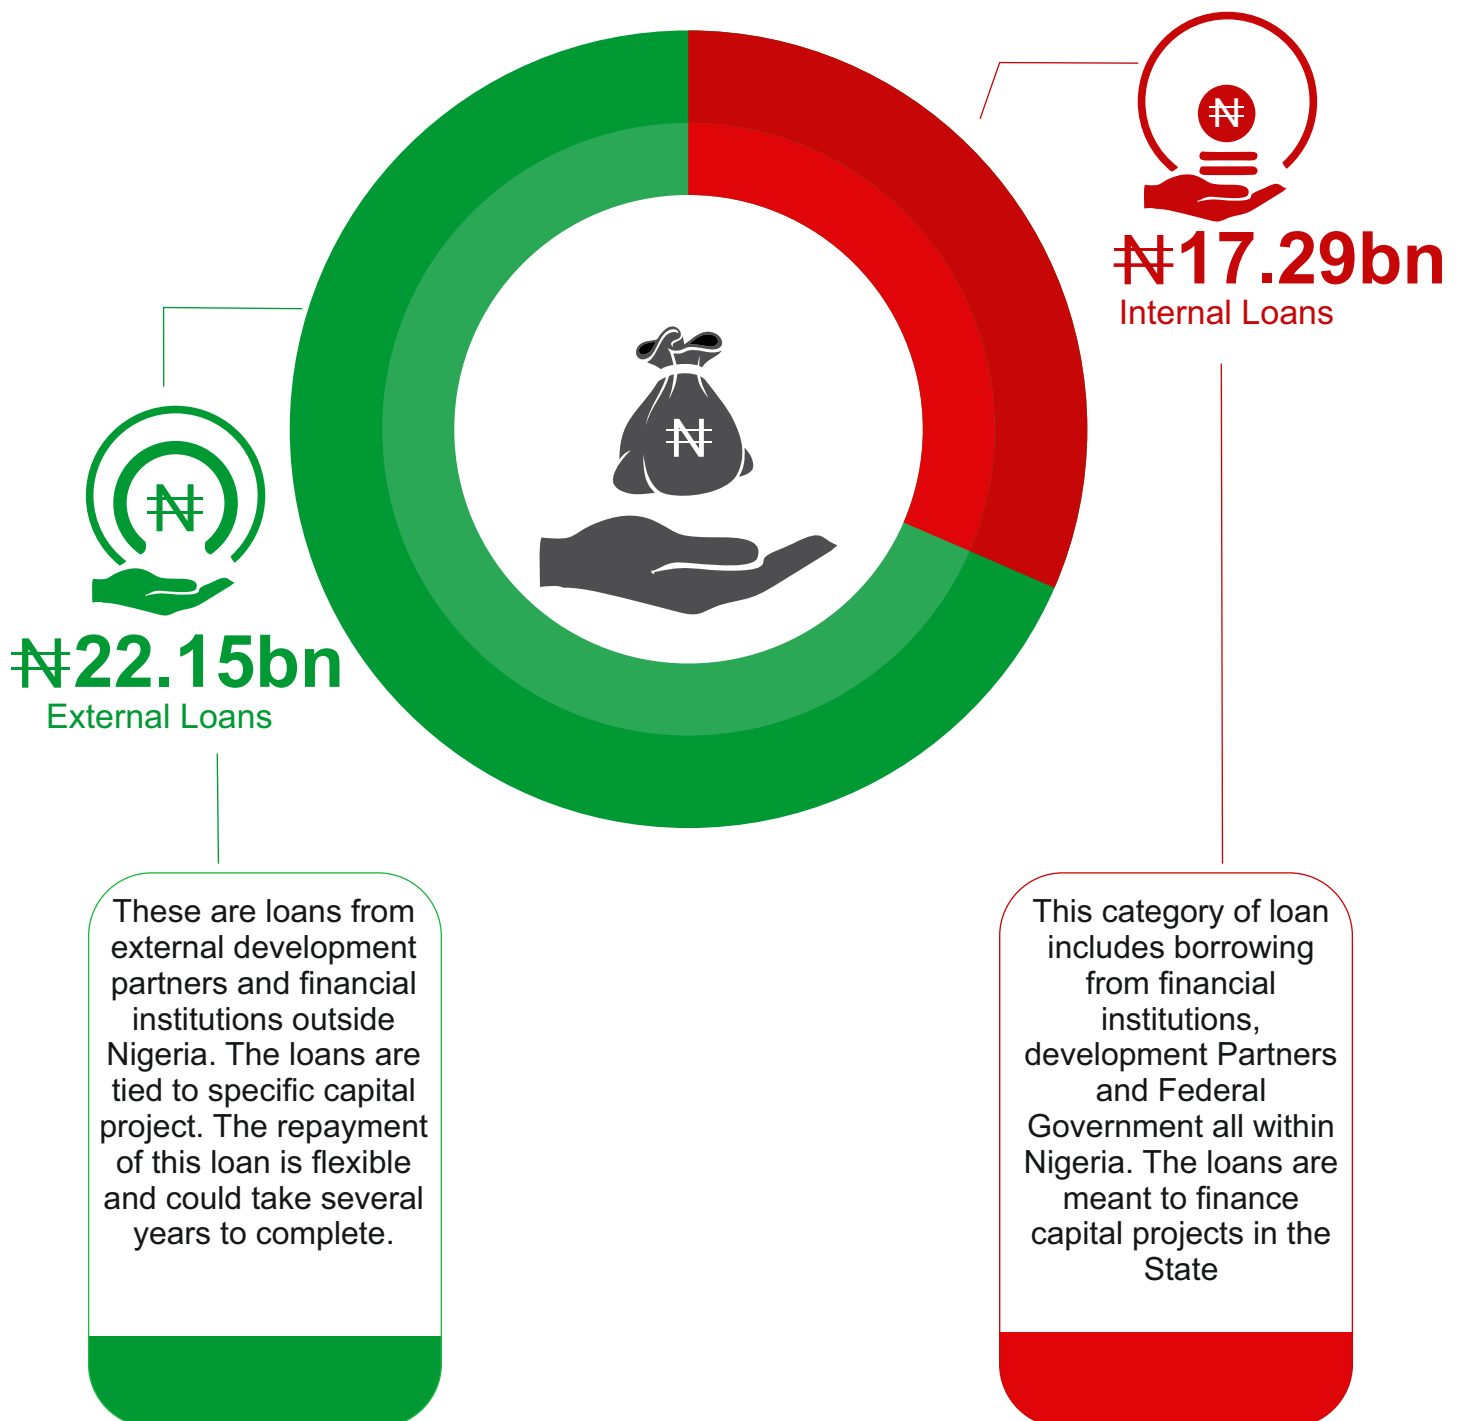 ₦
₦17.29bn
Internal Loans
₦
₦
₦22.15bn
External Loans
These are loans from
external development
partners and financial
institutions outside
Nigeria. The loans are
tied to specific capital
project. The repayment
of this loan is flexible
and could take several
years to complete.
This category of loan
includes borrowing
from financial
institutions,
development Partners
and Federal
Government all within
Nigeria. The loans are
meant to finance
capital projects in the
State